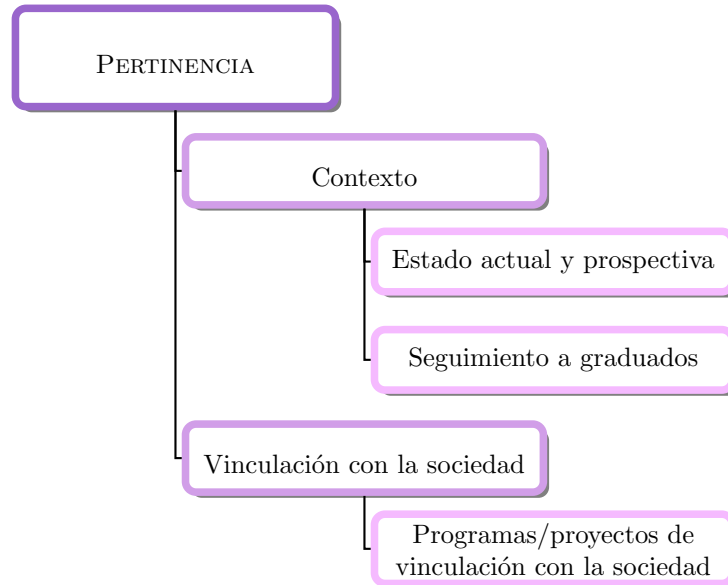 PERTINENCIA
Contexto
Estado actual y prospectiva
Seguimiento a graduados
Vinculación con la sociedad
Programas/proyectos de
vinculación con la sociedad